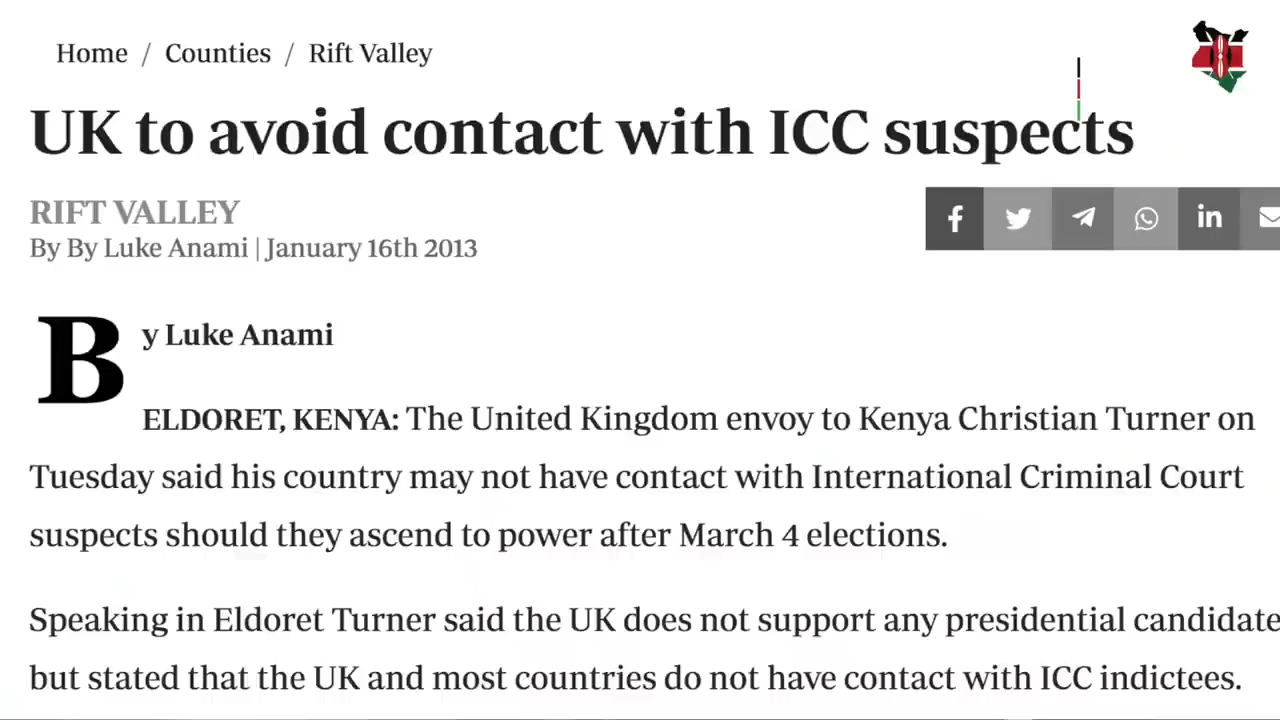 Home / Counties / Rift Valley
UK to avoid contact with ICC suspects
RIFT VALLEY
By By Luke Anami | January 16th 2013
By Luke Anami
ELDORET, KENYA: The United Kingdom envoy to Kenya Christian Turner on
Tuesday said his country may not have contact with International Criminal Court
suspects should they ascend to power after March 4 elections.
Speaking in Eldoret Turner said the UK does not support any presidential candidate
but stated that the UK and most countries do not have contact with ICC indictees.